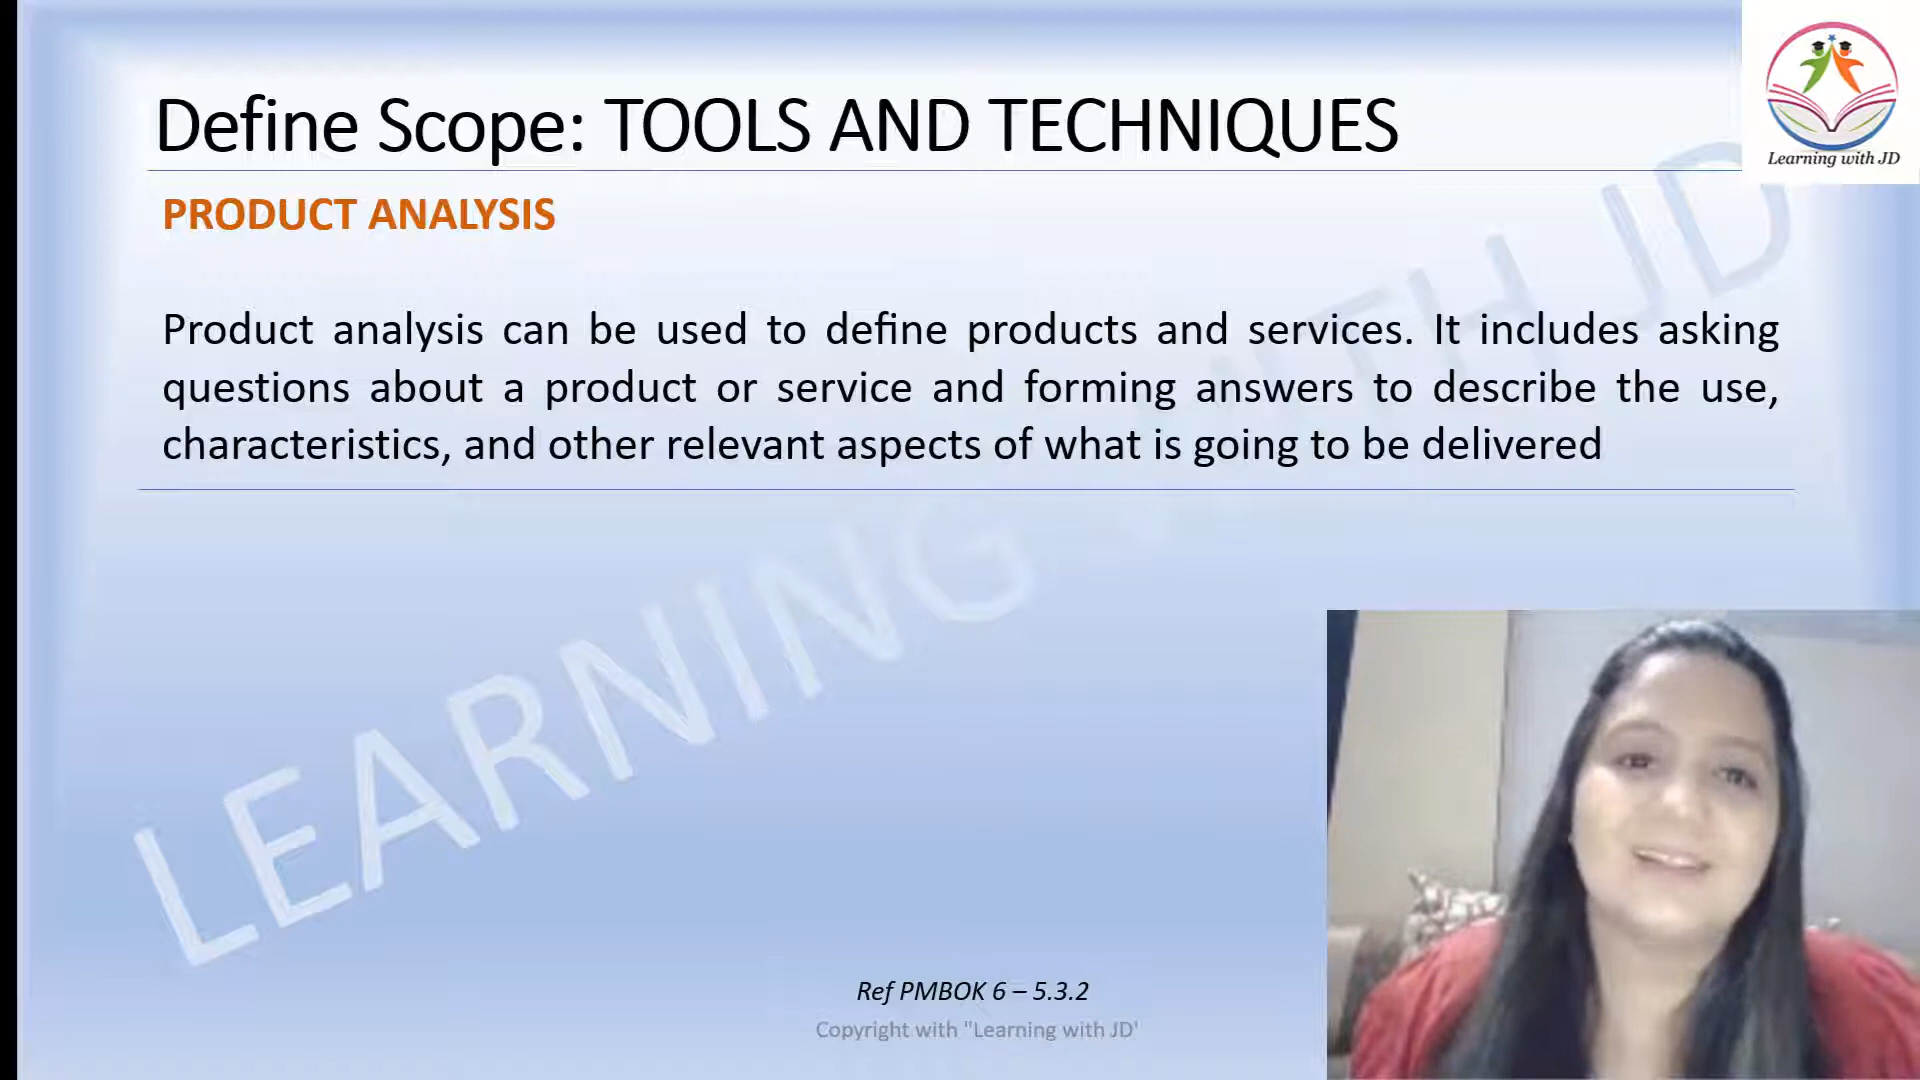 Define Scope: TOOLS AND TECHNIQUES
Learning with JD
PRODUCT ANALYSIS
Product analysis can be used to define products and services. It includes asking
questions about a product or service and forming answers to describe the use,
characteristics, and other relevant aspects of what is going to be delivered
LEARNING WITH JD
Ref PMBOK 6 – 5.3.2
Copyright with "Learning with JD'